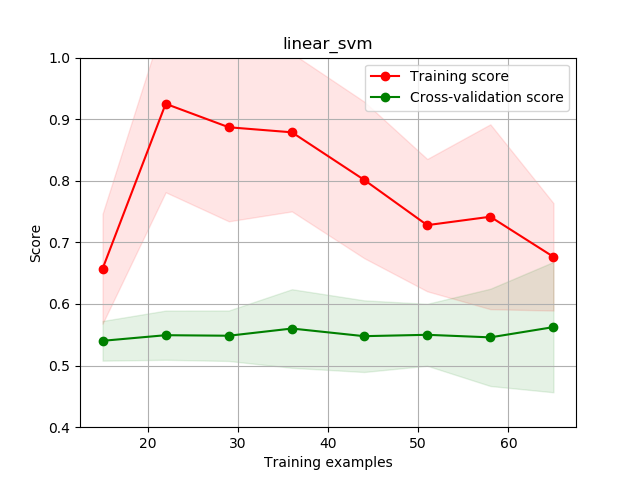 linear_svm
Training score
Cross-validation score
1.0
0.9
0.8
0.7
0.6
0.5
0.4
Score
20 30 40 50 60
Training examples